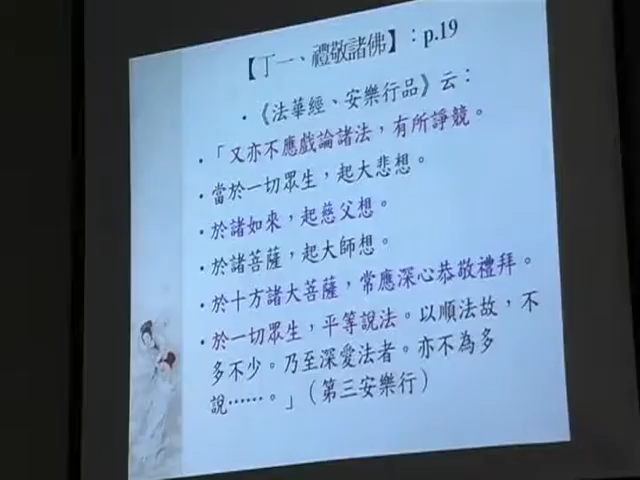 【丁一、禮敬諸佛】：p.19
•《法華經、安樂行品》云：
•「又亦不應戲論諸法，有所諍競。
•當於一切眾生，起大悲想。
•於諸如來，起慈父想。
•於諸菩薩，起大師想。
•於十方諸大菩薩，常應深心恭敬禮拜。
•於一切眾生，平等說法。以順法故，不
多不少。乃至深愛法者。亦不為多
說……。」（第三安樂行）